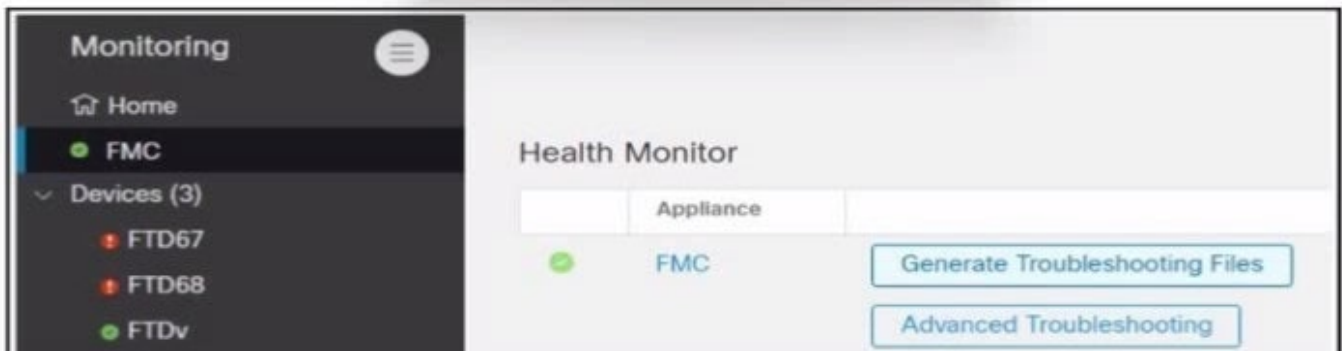 Monitoring
Home
FMC
Devices (3)
FTD67
FTD68
FTDv
Health Monitor
Appliance
FMC
Generate Troubleshooting Files
Advanced Troubleshooting